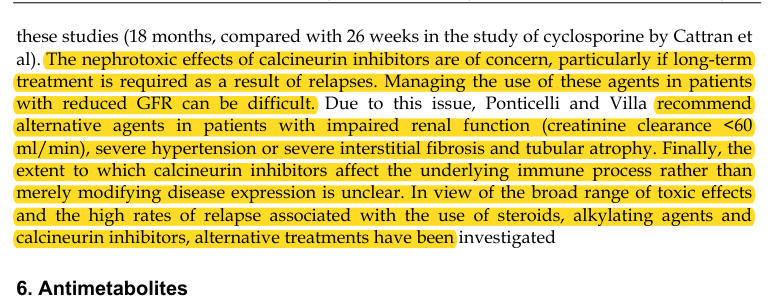 these studies (18 months, compared with 26 weeks in the study of cyclosporine by Cattran et
al). The nephrotoxic effects of calcineurin inhibitors are of concern, particularly if long-term
treatment is required as a result of relapses. Managing the use of these agents in patients
with reduced GFR can be difficult. Due to this issue, Ponticelli and Villa recommend
alternative agents in patients with impaired renal function (creatinine clearance <60
ml/min), severe hypertension or severe interstitial fibrosis and tubular atrophy. Finally, the
extent to which calcineurin inhibitors affect the underlying immune process rather than
merely modifying disease expression is unclear. In view of the broad range of toxic effects
and the high rates of relapse associated with the use of steroids, alkylating agents and
calcineurin inhibitors, alternative treatments have been investigated
6. Antimetabolites